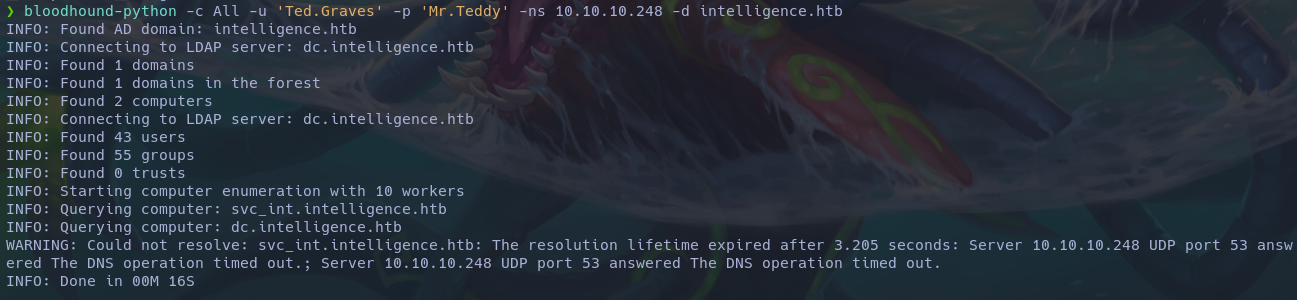 ❯ bloodhound-python -c All -u 'Ted.Graves' -p 'Mr.Teddy' -ns 10.10.10.248 -d intelligence.htb
INFO: Found AD domain: intelligence.htb
INFO: Connecting to LDAP server: dc.intelligence.htb
INFO: Found 1 domains
INFO: Found 1 domains in the forest
INFO: Found 2 computers
INFO: Connecting to LDAP server: dc.intelligence.htb
INFO: Found 43 users
INFO: Found 55 groups
INFO: Found 0 trusts
INFO: Starting computer enumeration with 10 workers
INFO: Querying computer: svc_int.intelligence.htb
INFO: Querying computer: dc.intelligence.htb
WARNING: Could not resolve: svc_int.intelligence.htb: The resolution lifetime expired after 3.205 seconds: Server 10.10.10.248 UDP port 53 answ
ered The DNS operation timed out.; Server 10.10.10.248 UDP port 53 answered The DNS operation timed out.
INFO: Done in 00M 16S